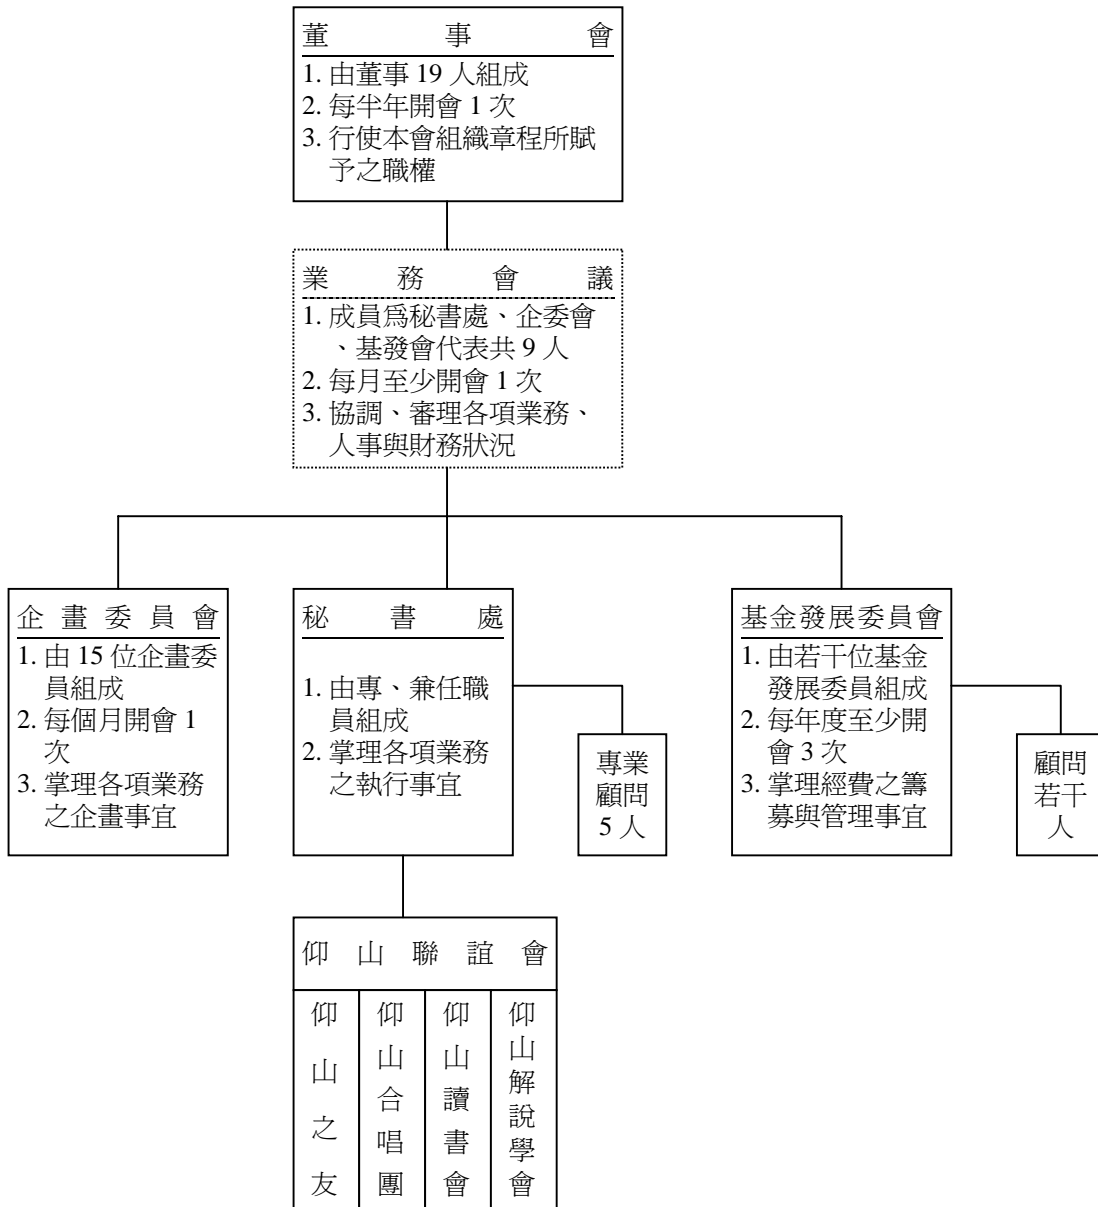 董事會
1. 由董事 19 人組成
2. 每半年開會 1 次
3. 行使本會組織章程所賦
予之職權
業務會議
1. 成員爲秘書處、企委會
、基發會代表共 9 人
2. 每月至少開會 1 次
3. 協調、審理各項業務、
人事與財務狀況
企畫委員會
1. 由 15 位企畫委
員組成
2. 每個月開會 1
次
3. 掌理各項業務
之企畫事宜
秘書處
1. 由專、兼任職
員組成
2. 掌理各項業務
之執行事宜
專業
顧問
5 人
基金發展委員會
1. 由若干位基金
發展委員組成
2. 每年度至少開
會 3 次
3. 掌理經費之籌
募與管理事宜
顧問
若干
人
仰山聯誼會
仰山之友
仰山合唱團
仰山讀書會
仰山解說學會